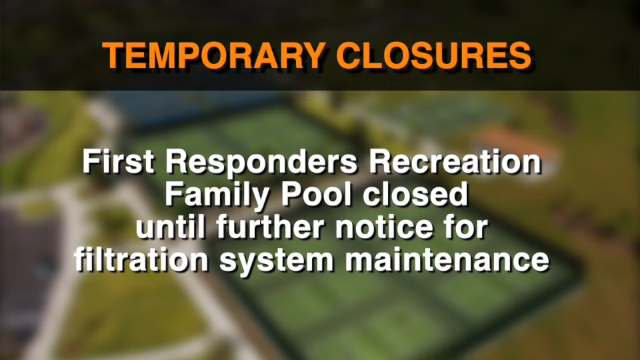 TEMPORARY CLOSURES
First Responders Recreation
Family Pool closed
until further notice for
filtration system maintenance